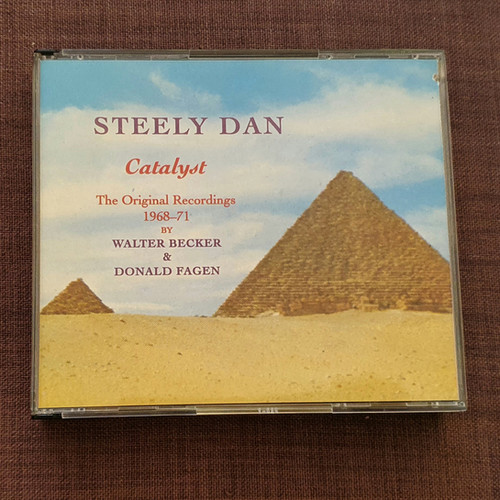 STEELY DAN
Catalyst
The Original Recordings
1968–71
BY
WALTER BECKER
&
DONALD FAGEN